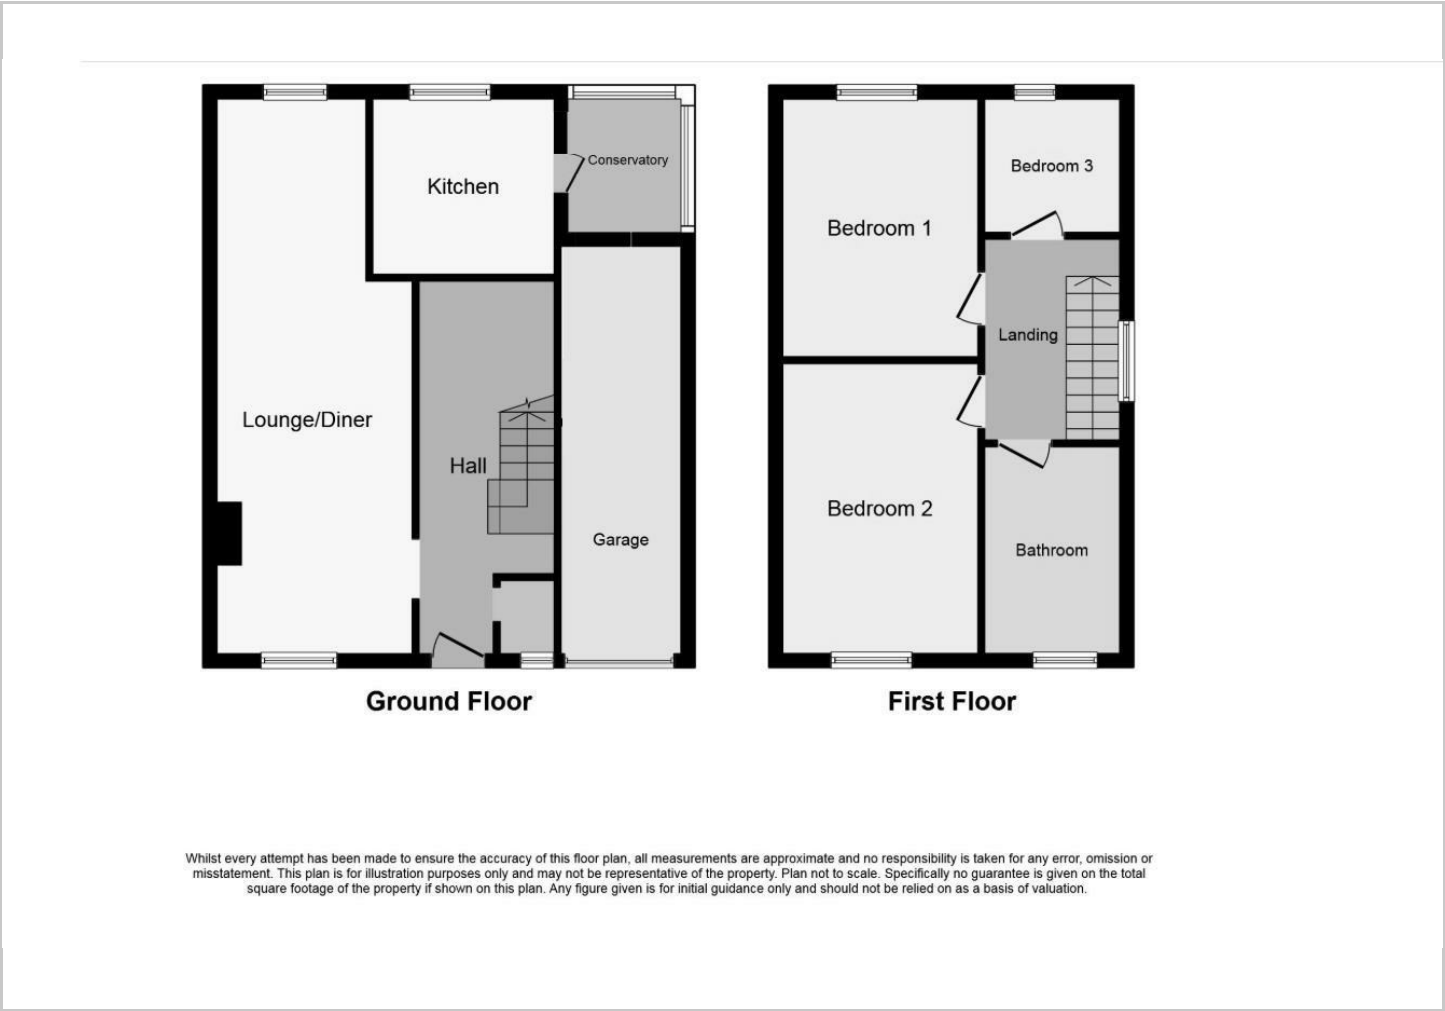 Kitchen
Conservatory
Lounge/Diner
Hall
Garage
Ground Floor
Bedroom 1
Bedroom 3
Landing
Bedroom 2
Bathroom
First Floor
Whilst every attempt has been made to ensure the accuracy of this floor plan, all measurements are approximate and no responsibility is taken for any error, omission or
misstatement. This plan is for illustration purposes only and may not be representative of the property. Plan not to scale. Specifically no guarantee is given on the total
square footage of the property if shown on this plan. Any figure given is for initial guidance only and should not be relied on as a basis of valuation.